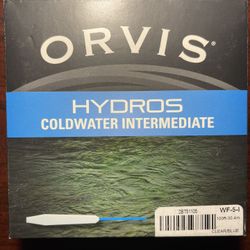 ORVIS®
HYDROS
COLDWATER INTERMEDIATE
WF-5-I
CLEAR/BLUE